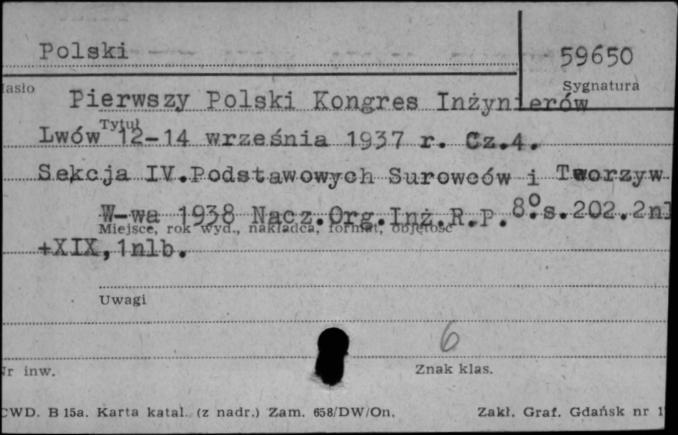 Polski
59650
Sygnatura
Pierwszy Polski Kongres Inżynierów
Tytuł
Lwów 12-14 września 1937 r. Cz.4.
Sekcja IV.Podstawowych Surowców i Tworzyw
W-wa 1938 Nacz.Org.Inż.R.P. 8°.s.202.2nl
Miejsce, rok wyd., nakładca, format, objętość
+XIX,1nlb.
Uwagi
6
inw.
Znak klas.
CWD. B 15a. Karta katal. (z nadr.) Zam. 658/DW/On.
Zakł. Graf. Gdańsk nr 1